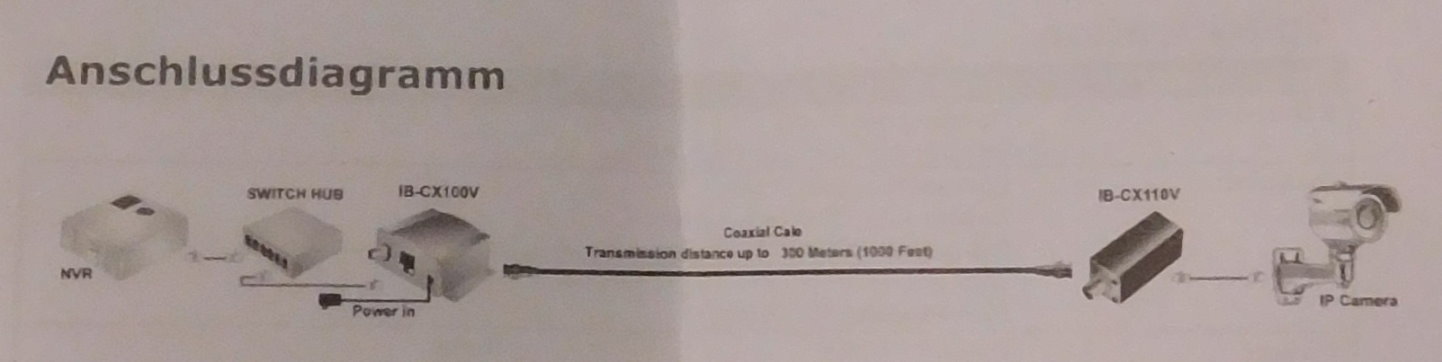 Anschlussdiagramm
SWITCH HUB
IB-CX100V
IB-CX110V
Coaxial Cale
Transmission distance up to 300 Meters (1000 Feet)
NVR
Power in
IP Camera